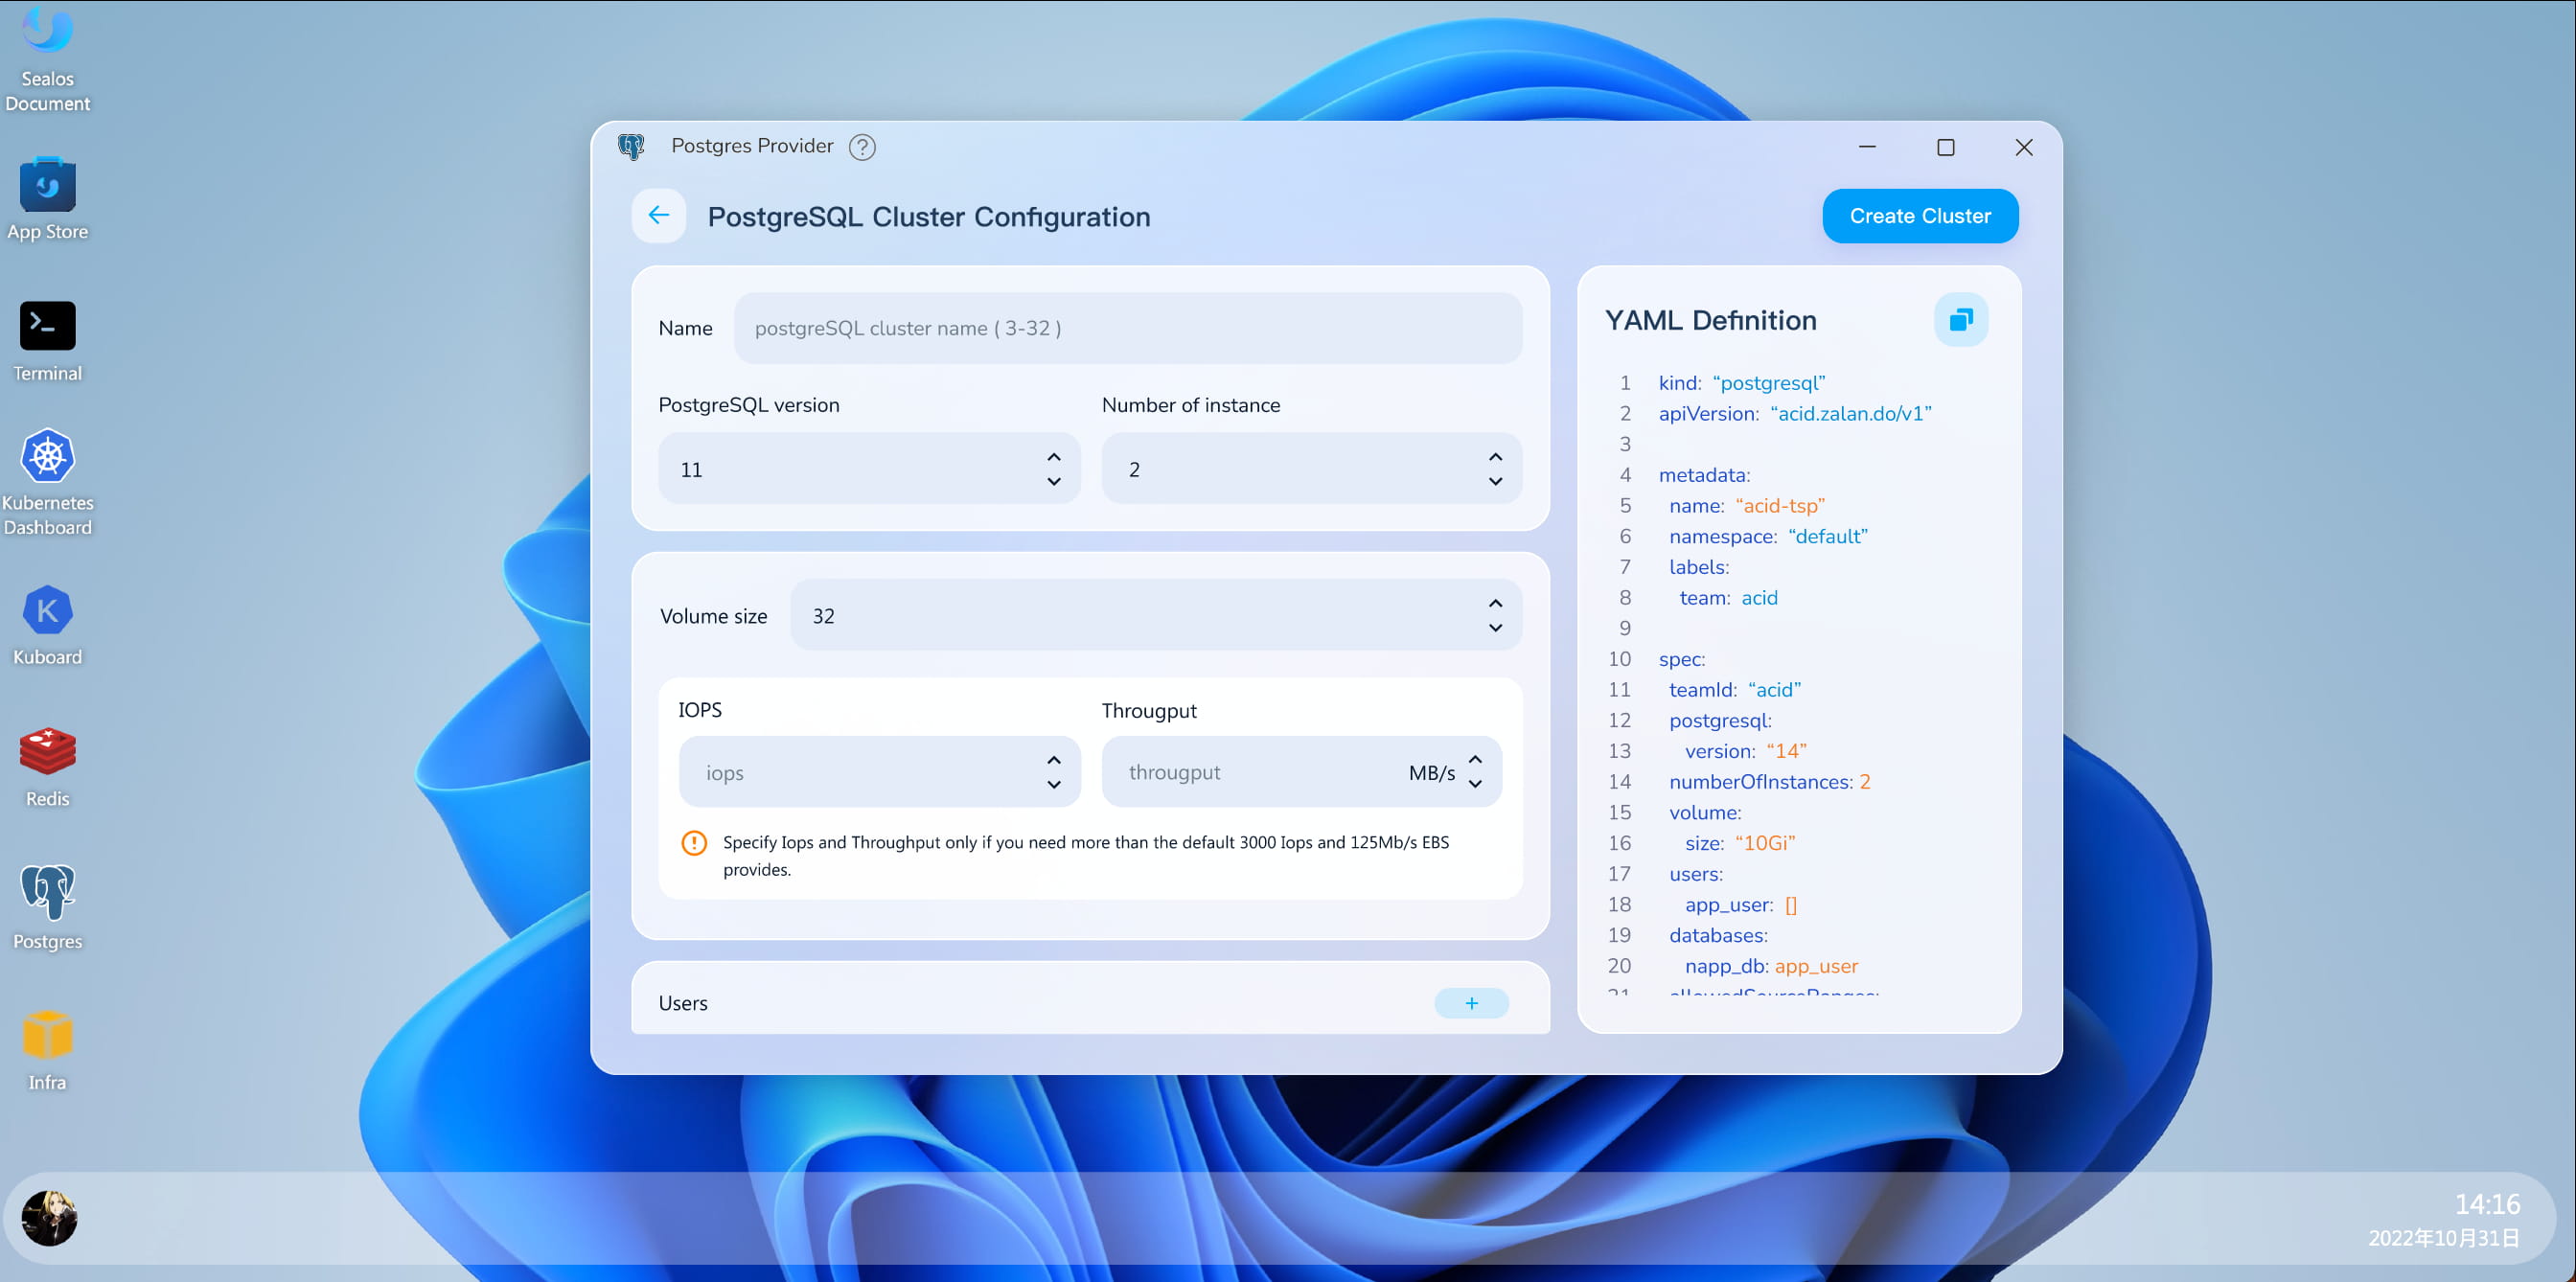 Sealos
Document
App Store
Terminal
Kubernetes
Dashboard
K
Kuboard
Redis
Postgres
Infra
Postgres Provider ?
PostgreSQL Cluster Configuration
Create Cluster
Name
postgreSQL cluster name ( 3-32 )
PostgreSQL version
11
Number of instance
2
Volume size
32
IOPS
iops
Througput
througput
MB/s
Specify Iops and Throughput only if you need more than the default 3000 Iops and 125Mb/s EBS
provides.
Users
+
YAML Definition
1 kind: “postgresql”
2 apiVersion: “acid.zalan.do/v1”
3
4 metadata:
5 name: “acid-tsp”
6 namespace: “default”
7 labels:
8 team: acid
9
10 spec:
11 teamId: “acid”
12 postgresql:
13 version: “14”
14 numberOfInstances: 2
15 volume:
16 size: “10Gi”
17 users:
18 app_user: []
19 databases:
20 napp_db: app_user
21 allowedSourceRanges:
14:16
2022年10月31日